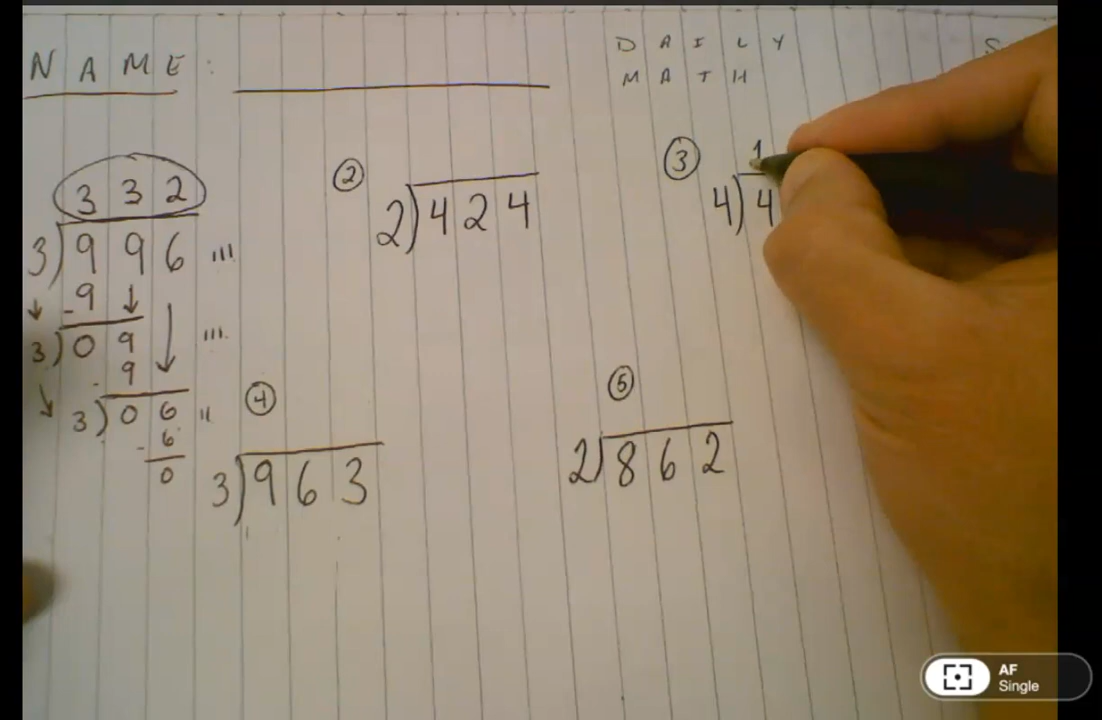 NAME:
DAILY
MATH
S
332
3)996 |||
-9
3)09 |||
9
3)06 ||
-6
0
②
2)424
③
1
4)4
④
3)963
⑤
2)862
AF
Single